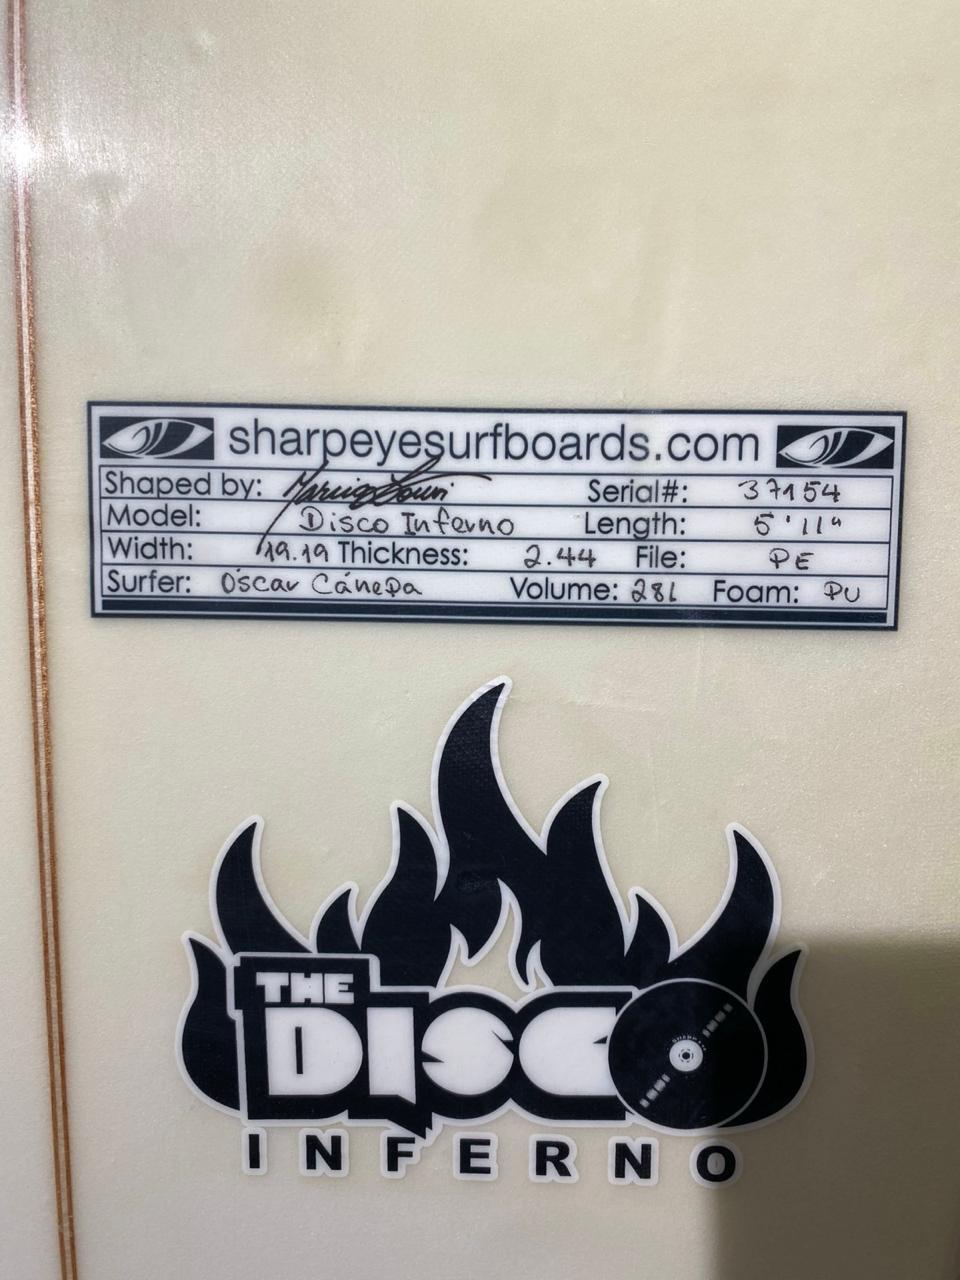 sharpeyesurfboards.com
Shaped by: Serial#: 37154
Model: Disco Inferno Length: 5'11"
Width: 19.19 Thickness: 2.44 File: PE
Surfer: Oscar Cánepa Volume: 28L Foam: PU
THE
DISCO
INFERNO